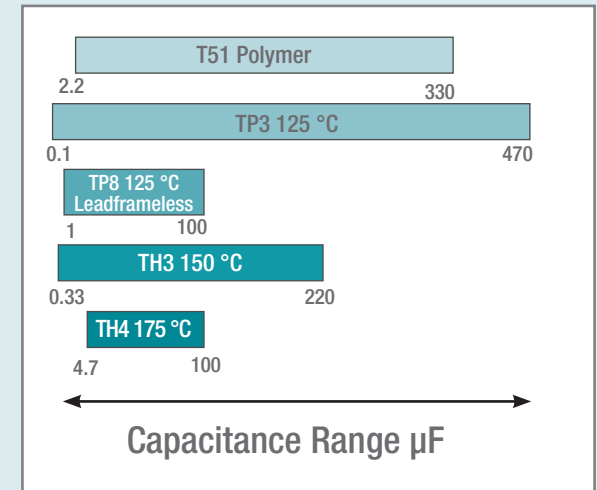 T51 Polymer
2.2 330
TP3 125 °C
0.1 470
TP8 125 °C
Leadframeless
1 100
TH3 150 °C
0.33 220
TH4 175 °C
4.7 100
Capacitance Range µF